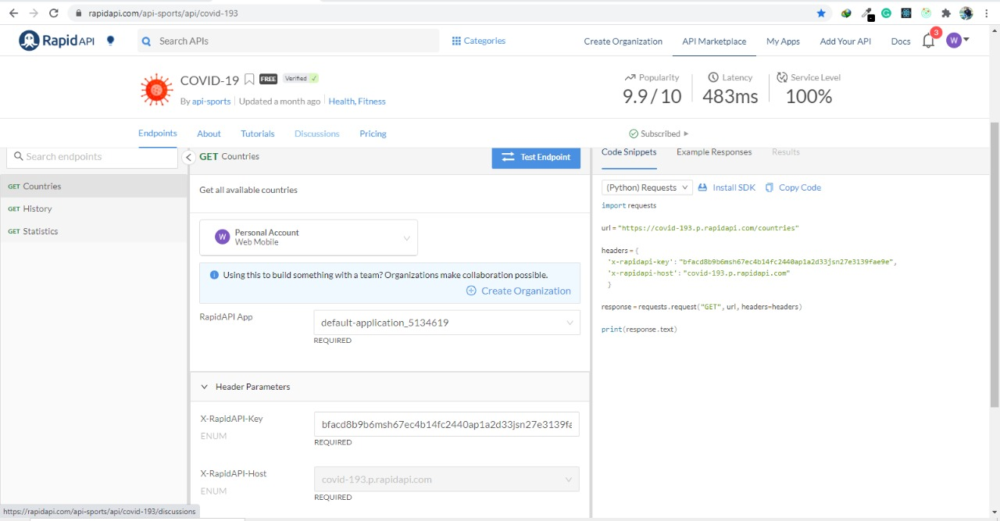 rapidapi.com/api-sports/api/covid-193
RapidAPI
Search APIs
Categories
Create Organization
API Marketplace
My Apps
Add Your API
Docs
3
W
COVID-19
FREE
Verified ✓
By api-sports
Updated a month ago
Health, Fitness
Popularity
9.9 / 10
Latency
483ms
Service Level
100%
Endpoints
About
Tutorials
Discussions
Pricing
Subscribed
Search endpoints
GET Countries
GET History
GET Statistics
GET Countries
Test Endpoint
Get all available countries
W
Personal Account
Web Mobile
Using this to build something with a team? Organizations make collaboration possible.
Create Organization
RapidAPI App
default-application_5134619
REQUIRED
Header Parameters
X-RapidAPI-Key
ENUM
bfacd8b9b6msh67ec4b14fc2440ap1a2d33jsn27e3139fa
REQUIRED
X-RapidAPI-Host
ENUM
covid-193.p.rapidapi.com
REQUIRED
Code Snippets
Example Responses
Results
(Python) Requests
Install SDK
Copy Code
import requests
url = "https://covid-193.p.rapidapi.com/countries"
headers = {
'x-rapidapi-key': "bfacd8b9b6msh67ec4b14fc2440ap1a2d33jsn27e3139fae9e",
'x-rapidapi-host': "covid-193.p.rapidapi.com"
}
response = requests.request("GET", url, headers=headers)
print(response.text)
https://rapidapi.com/api-sports/api/covid-193/discussions